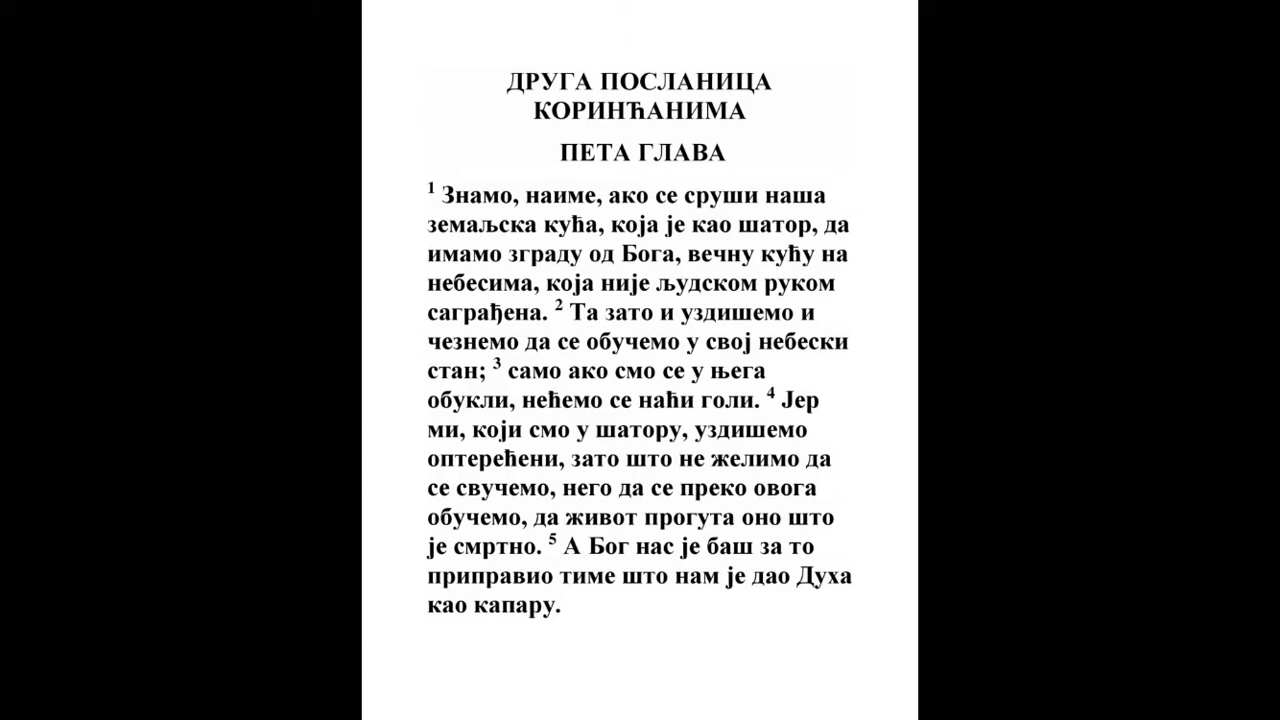 ДРУГА ПОСЛАНИЦА
КОРИНЋАНИМА
ПЕТА ГЛАВА
¹ Знамо, наиме, ако се сруши наша
земаљска кућа, која је као шатор, да
имамо зграду од Бога, вечну кућу на
небесима, која није људском руком
саграђена. ² Та зато и уздишемо и
чезнемо да се обучемо у свој небески
стан; ³ само ако смо се у њега
обукли, нећемо се наћи голи. ⁴ Јер
ми, који смо у шатору, уздишемо
оптерећени, зато што не желимо да
се свучемо, него да се преко овога
обучемо, да живот прогута оно што
је смртно. ⁵ А Бог нас је баш за то
приправио тиме што нам је дао Духа
као капару.